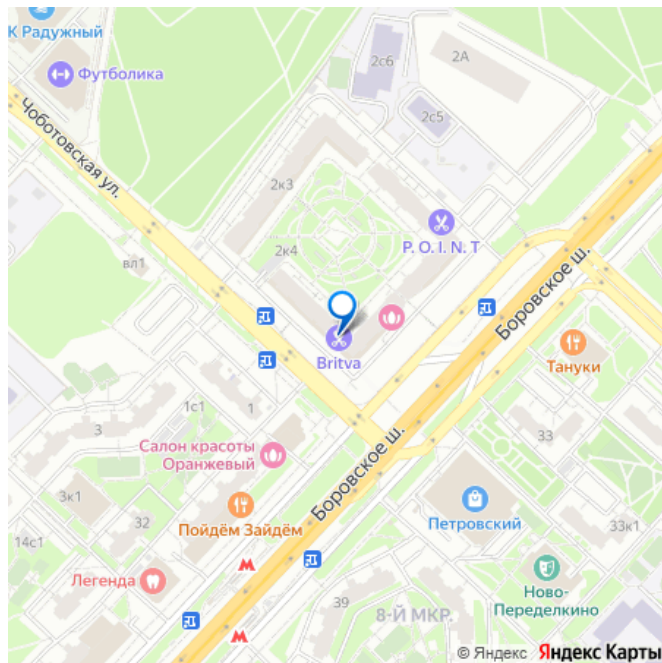 К Радужный
Футболика
2с6
2А
2с5
Чоботовская ул.
2к3
P. O. I. N. T
2к4
вл1
Боровское ш.
Britva
Тануки
1с1
1
3
Салон красоты
Оранжевый
33
Боровское ш.
3к1
32
Пойдём Зайдём
Петровский
33к1
14с1
Легенда
Ново-
Переделкино
39
8-Й МКР.
© Яндекс Яндекс Карты